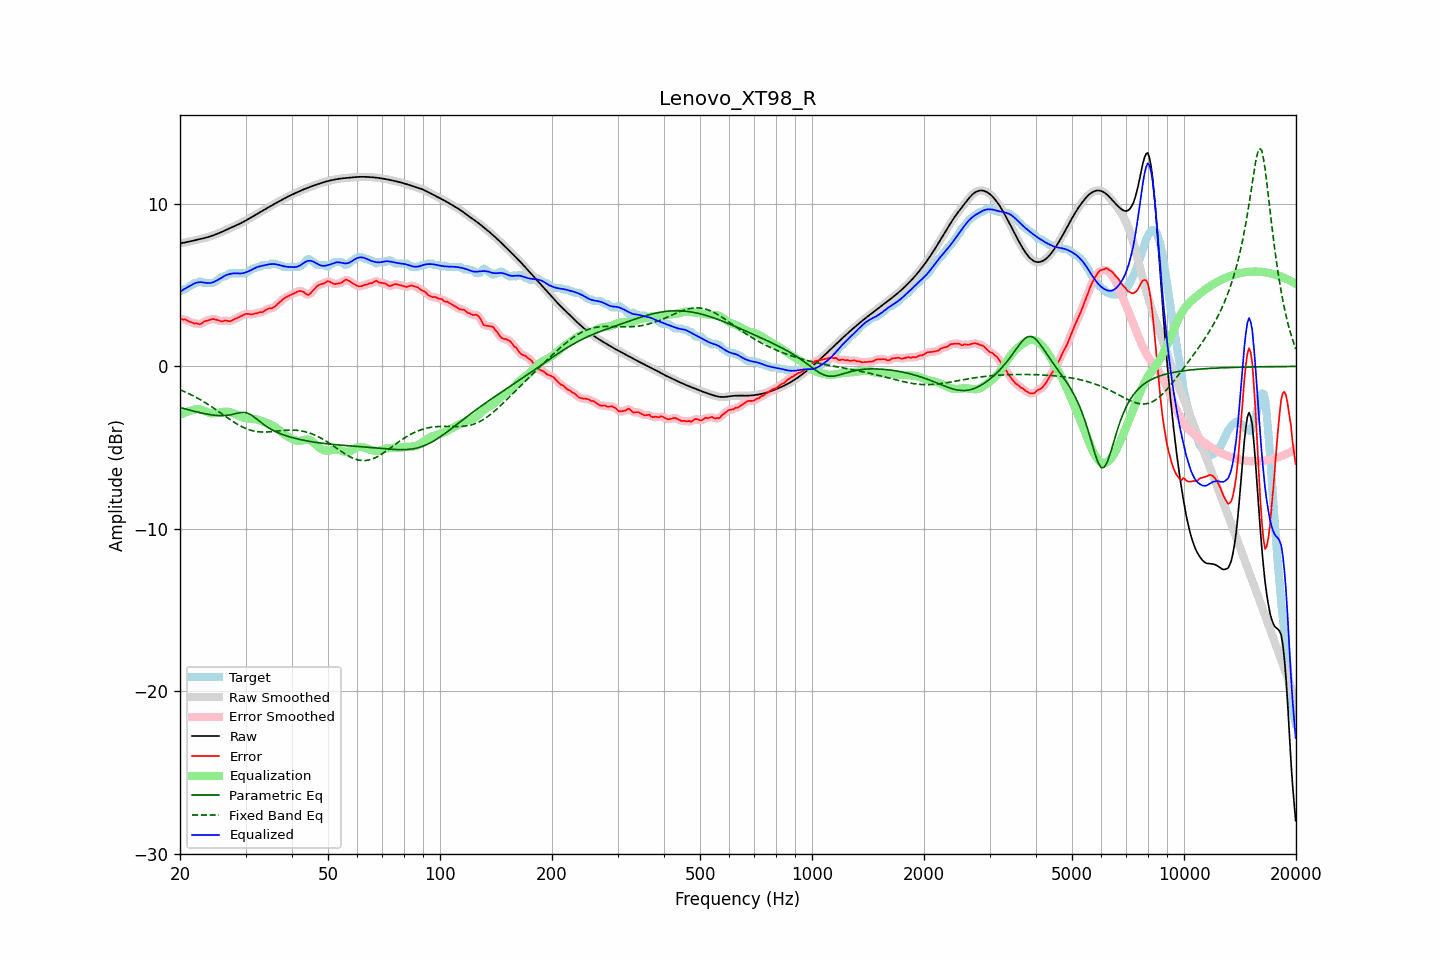 Lenovo_XT98_R
Amplitude (dBr)
10
0
−10
−20
−30
Target
Raw Smoothed
Error Smoothed
Raw
Error
Equalization
Parametric Eq
Fixed Band Eq
Equalized
20 50 100 200 500 1000 2000 5000 10000 20000
Frequency (Hz)